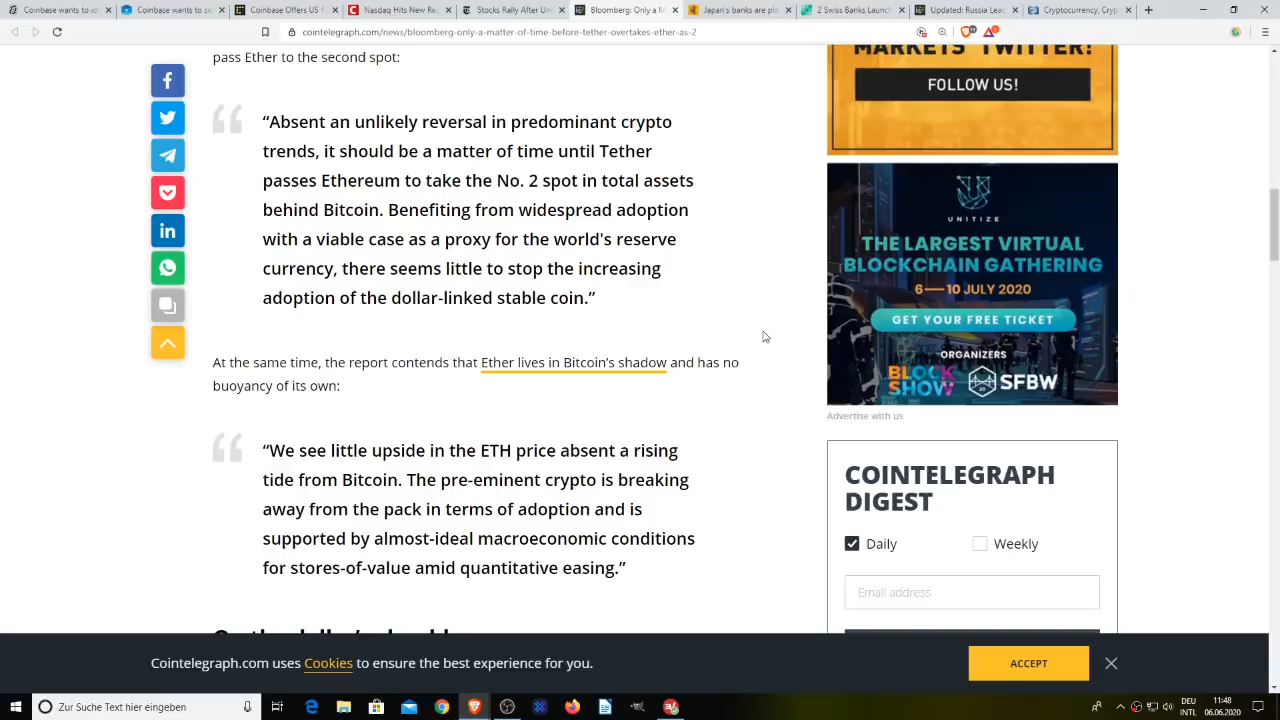 Coinbase wants to ide
Coinbase wants to se
Coinbase Offers US F
Nasdaq Hits New Re
Stocks Rally After Un
Bloomberg: Only a M
Japan's banks are pla
2 Swiss Banks Launch
Updated: Russian Lea
Cryptocurrency, Cryp
cointelegraph.com/news/bloomberg-only-a-matter-of-time-before-tether-overtakes-ether-as-2
pass Ether to the second spot:
“Absent an unlikely reversal in predominant crypto
trends, it should be a matter of time until Tether
passes Ethereum to take the No. 2 spot in total assets
behind Bitcoin. Benefiting from widespread adoption
with a viable case as a proxy for the world's reserve
currency, there seems little to stop the increasing
adoption of the dollar-linked stable coin.”
At the same time, the report contends that Ether lives in Bitcoin’s shadow and has no
buoyancy of its own:
“We see little upside in the ETH price absent a rising
tide from Bitcoin. The pre-eminent crypto is breaking
away from the pack in terms of adoption and is
supported by almost-ideal macroeconomic conditions
for stores-of-value amid quantitative easing.”
MARKETS TWITTER!
FOLLOW US!
UNITIZE
THE LARGEST VIRTUAL
BLOCKCHAIN GATHERING
6—10 JULY 2020
GET YOUR FREE TICKET
ORGANIZERS
BLOCK
SHOW
SFBW
Advertise with us
COINTELEGRAPH
DIGEST
Daily
Weekly
Email address
Cointelegraph.com uses Cookies to ensure the best experience for you.
ACCEPT
Zur Suche Text hier eingeben
DEU
INTL
11:48
06.06.2020